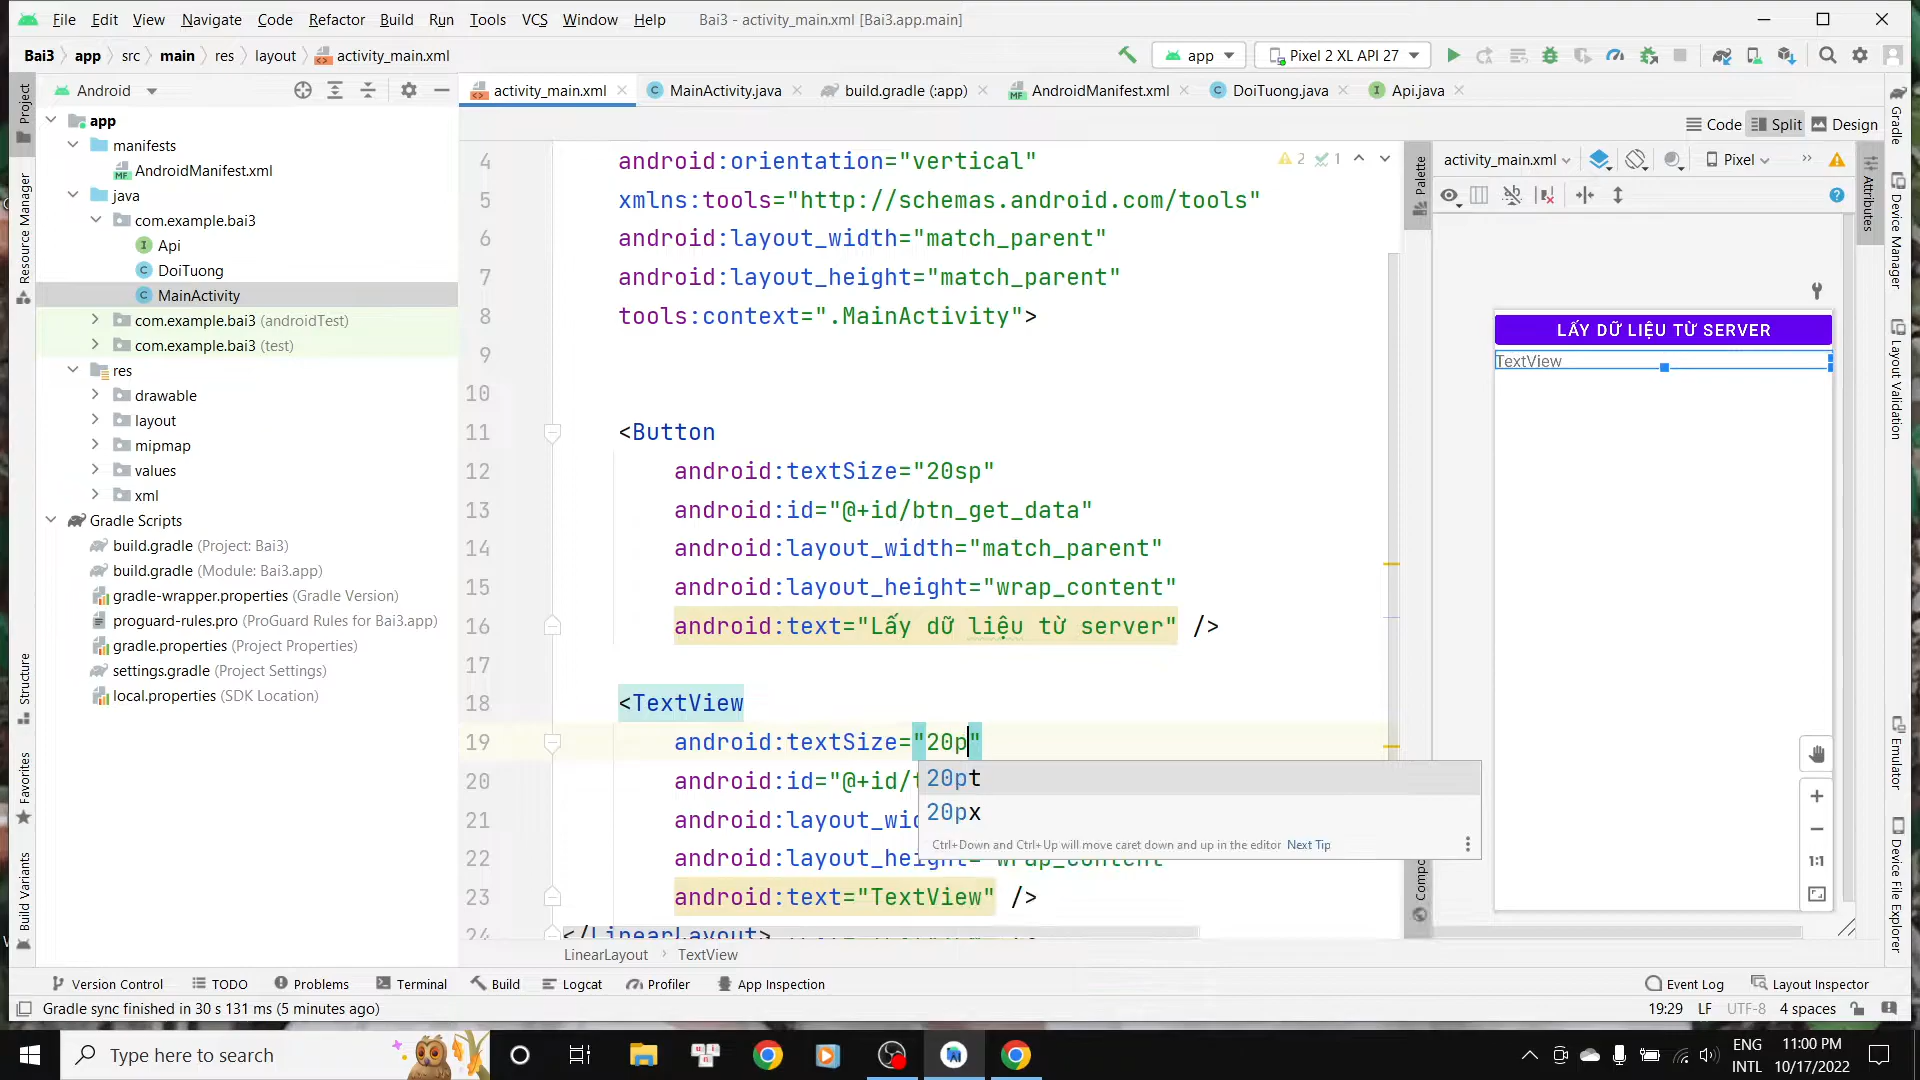 File Edit View Navigate Code Refactor Build Run Tools VCS Window Help Bai3 - activity_main.xml [Bai3.app.main]
Bai3 app src main res layout activity_main.xml app Pixel 2 XL API 27
Android activity_main.xml MainActivity.java build.gradle (:app) AndroidManifest.xml DoiTuong.java Api.java
Code Split Design
Project
Resource Manager
Structure
Favorites
Build Variants
app
manifests
AndroidManifest.xml
java
com.example.bai3
Api
DoiTuong
MainActivity
com.example.bai3 (androidTest)
com.example.bai3 (test)
res
drawable
layout
mipmap
values
xml
Gradle Scripts
build.gradle (Project: Bai3)
build.gradle (Module: Bai3.app)
gradle-wrapper.properties (Gradle Version)
proguard-rules.pro (ProGuard Rules for Bai3.app)
gradle.properties (Project Properties)
settings.gradle (Project Settings)
local.properties (SDK Location)
2 1
4 android:orientation="vertical"
5 xmlns:tools="http://schemas.android.com/tools"
6 android:layout_width="match_parent"
7 android:layout_height="match_parent"
8 tools:context=".MainActivity">
9
10
11 <Button
12 android:textSize="20sp"
13 android:id="@+id/btn_get_data"
14 android:layout_width="match_parent"
15 android:layout_height="wrap_content"
16 android:text="Lấy dữ liệu từ server" />
17
18 <TextView
19 android:textSize="20p"
20 android:id="@+id/
21 android:layout_wi
22 android:layout_height="wrap_content"
23 android:text="TextView" />
24 </LinearLayout>
20pt
20px
Ctrl+Down and Ctrl+Up will move caret down and up in the editor Next Tip
LinearLayout TextView
Palette
activity_main.xml Pixel
LẤY DỮ LIỆU TỪ SERVER
TextView
1:1
Attributes
Gradle
Device Manager
Layout Validation
Emulator
Device File Explorer
Version Control TODO Problems Terminal Build Logcat Profiler App Inspection Event Log Layout Inspector
Gradle sync finished in 30 s 131 ms (5 minutes ago) 19:29 LF UTF-8 4 spaces
Type here to search
ENG
INTL
11:00 PM
10/17/2022